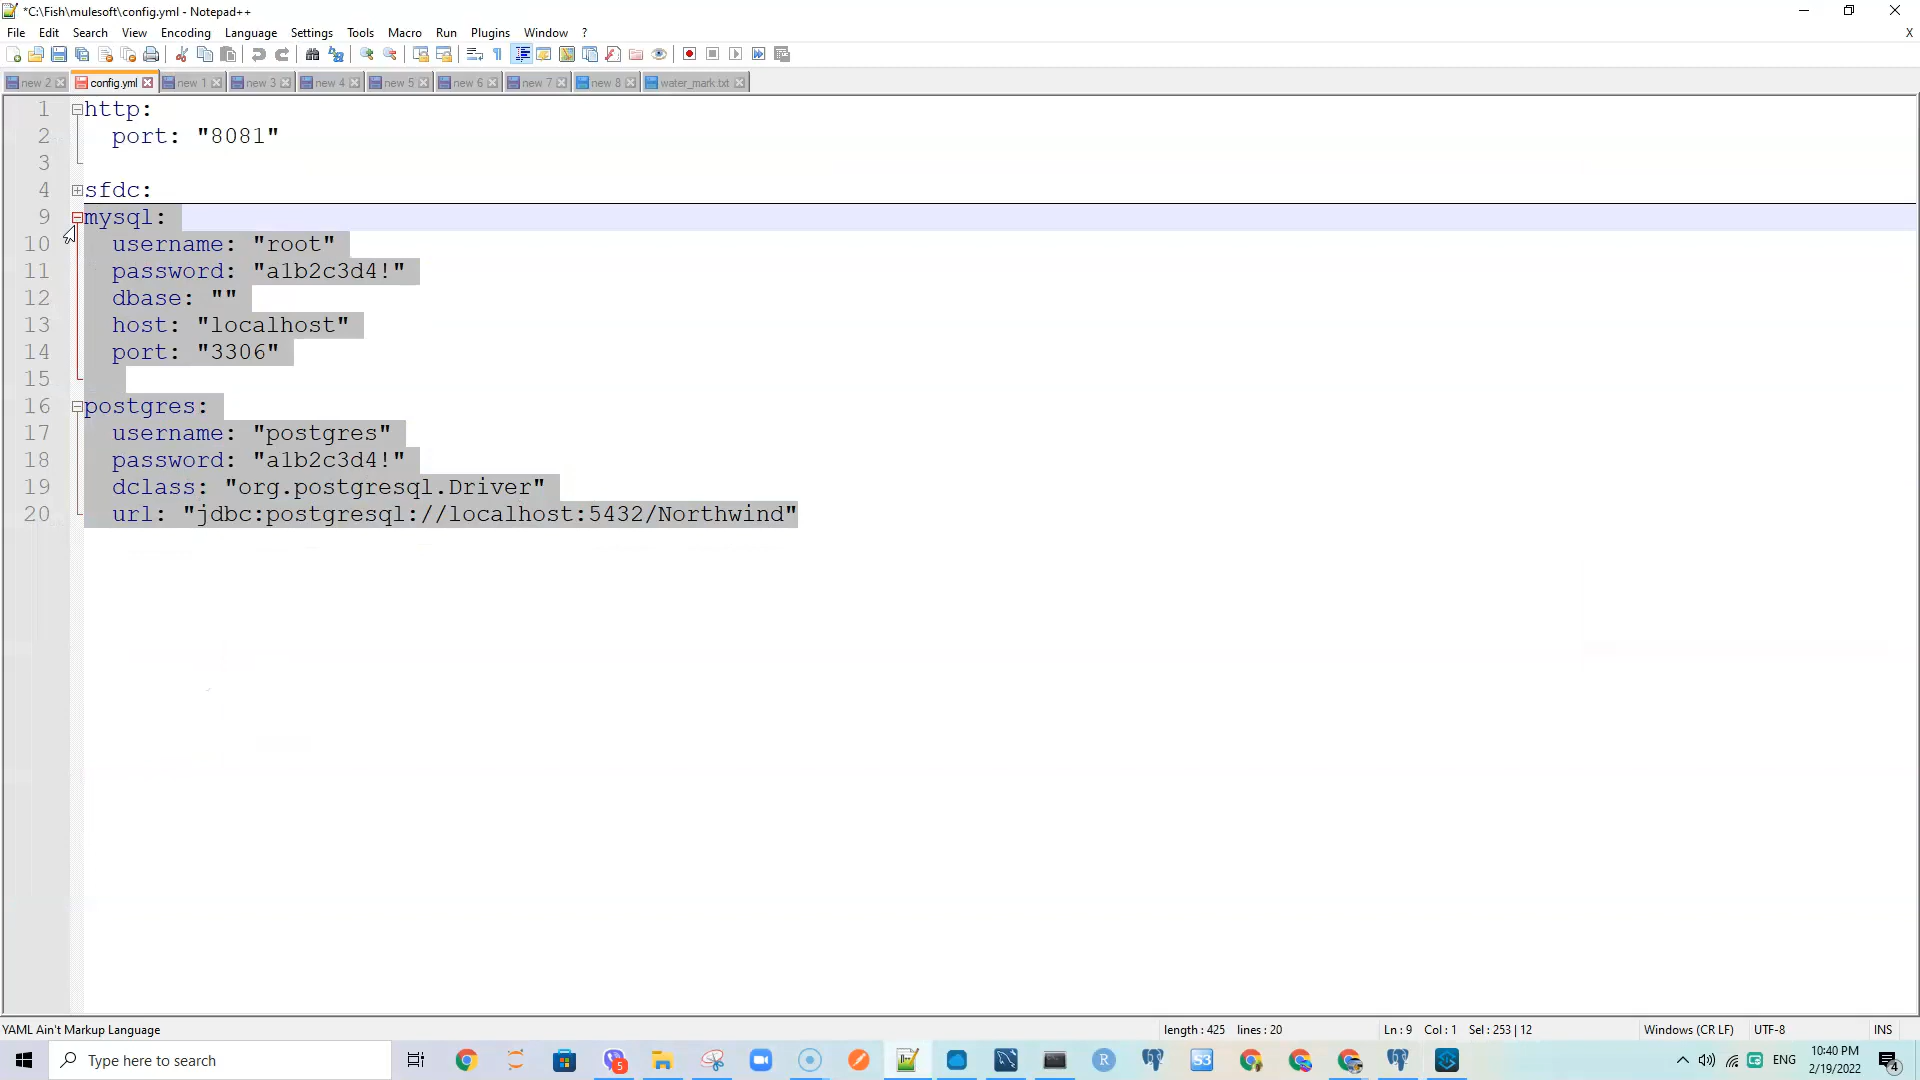 *C:\Fish\mulesoft\config.yml - Notepad++
File Edit Search View Encoding Language Settings Tools Macro Run Plugins Window ? X
new 2 config.yml new 1 new 3 new 4 new 5 new 6 new 7 new 8 water_mark.txt
1 http:
2 port: "8081"
3
4 sfdc:
9 mysql:
10 username: "root"
11 password: "a1b2c3d4!"
12 dbase: ""
13 host: "localhost"
14 port: "3306"
15
16 postgres:
17 username: "postgres"
18 password: "a1b2c3d4!"
19 dclass: "org.postgresql.Driver"
20 url: "jdbc:postgresql://localhost:5432/Northwind"
YAML Ain't Markup Language length : 425 lines : 20 Ln : 9 Col : 1 Sel : 253 | 12 Windows (CR LF) UTF-8 INS
Type here to search 5 R S3 ENG 10:40 PM
2/19/2022 4